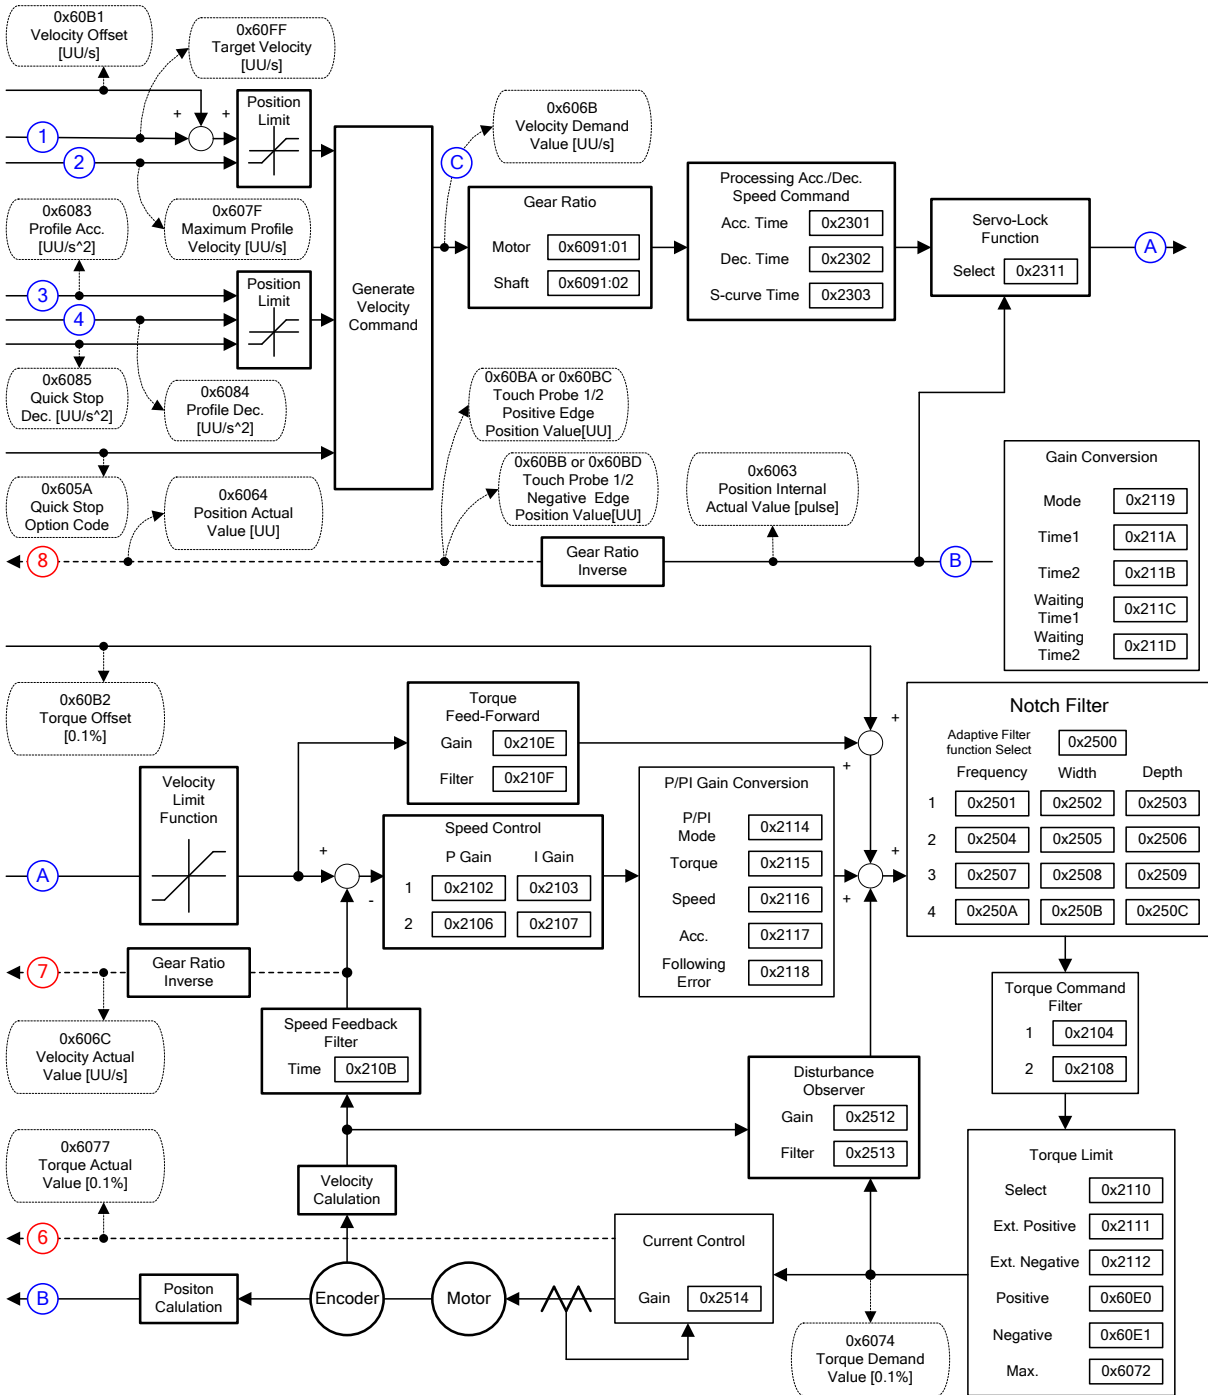 0x60B1
Velocity Offset
[UU/s]
0x60FF
Target Velocity
[UU/s]
+
+
1
2
Position
Limit
0x606B
Velocity Demand
Value [UU/s]
C
0x6083
Profile Acc.
[UU/s^2]
0x607F
Maximum Profile
Velocity [UU/s]
Gear Ratio
Motor
0x6091:01
Shaft
0x6091:02
Processing Acc./Dec.
Speed Command
Acc. Time
0x2301
Dec. Time
0x2302
S-curve Time
0x2303
Servo-Lock
Function
Select
0x2311
A
3
4
Position
Limit
Generate
Velocity
Command
0x6085
Quick Stop
Dec. [UU/s^2]
0x6084
Profile Dec.
[UU/s^2]
0x60BA or 0x60BC
Touch Probe 1/2
Positive Edge
Position Value[UU]
0x605A
Quick Stop
Option Code
0x6064
Position Actual
Value [UU]
0x60BB or 0x60BD
Touch Probe 1/2
Negative Edge
Position Value[UU]
0x6063
Position Internal
Actual Value [pulse]
8
Gear Ratio
Inverse
B
Gain Conversion
Mode
0x2119
Time1
0x211A
Time2
0x211B
Waiting
Time1
0x211C
Waiting
Time2
0x211D
0x60B2
Torque Offset
[0.1%]
Torque
Feed-Forward
Gain
0x210E
Filter
0x210F
+
+
Notch Filter
Adaptive Filter
function Select
0x2500
Frequency Width Depth
1 0x2501 0x2502 0x2503
2 0x2504 0x2505 0x2506
3 0x2507 0x2508 0x2509
4 0x250A 0x250B 0x250C
Velocity
Limit
Function
A
+
-
Speed Control
P Gain I Gain
1 0x2102 0x2103
2 0x2106 0x2107
P/PI Gain Conversion
P/PI
Mode
0x2114
Torque
0x2115
Speed
0x2116
Acc.
0x2117
Following
Error
0x2118
+
+
7
Gear Ratio
Inverse
0x606C
Velocity Actual
Value [UU/s]
Speed Feedback
Filter
Time
0x210B
Torque Command
Filter
1 0x2104
2 0x2108
Disturbance
Observer
Gain
0x2512
Filter
0x2513
0x6077
Torque Actual
Value [0.1%]
Velocity
Calulation
6
Torque Limit
Select
0x2110
Ext. Positive
0x2111
Ext. Negative
0x2112
Positive
0x60E0
Negative
0x60E1
Max.
0x6072
Current Control
Gain
0x2514
B
Positon
Calulation
Encoder
Motor
0x6074
Torque Demand
Value [0.1%]